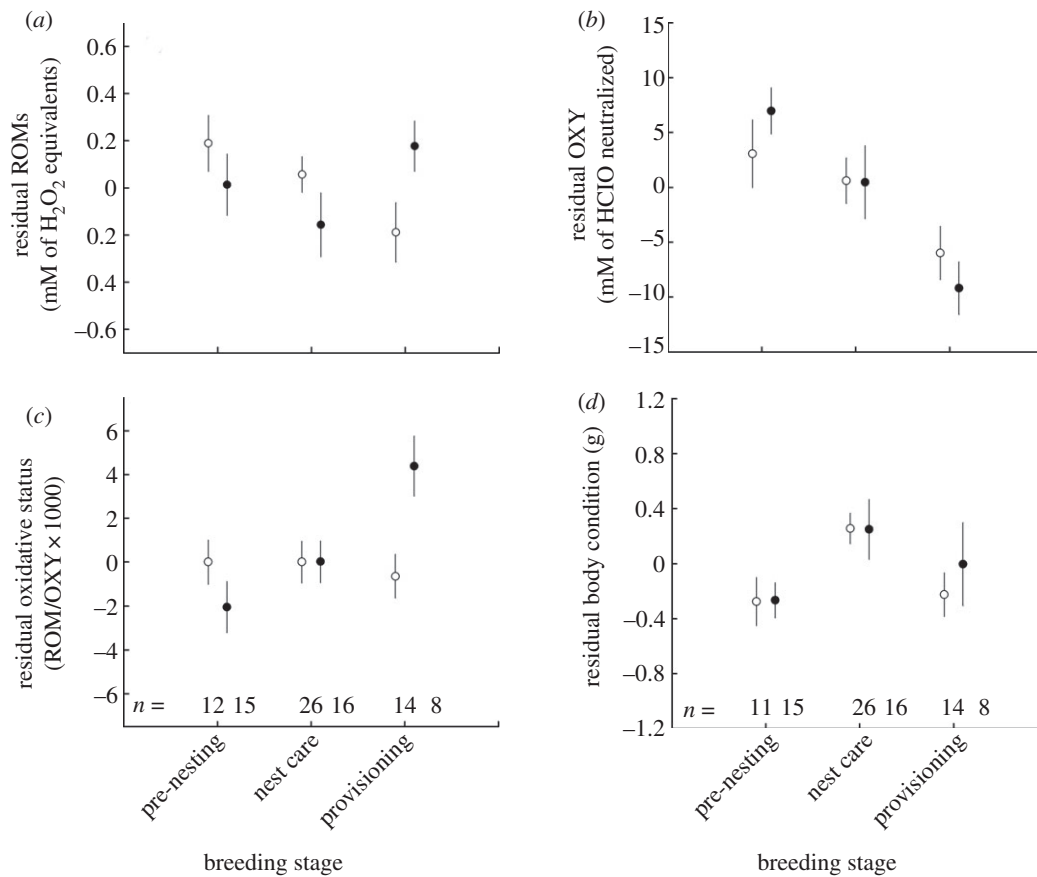 (a)
residual ROMs
(mM of H₂O₂ equivalents)
0.6
0.4
0.2
0
0.2
0.4
–0.6
(b)
residual OXY
(mM of HClO neutralized)
15
10
5
0
–5
–10
–15
(c)
residual oxidative status
(ROM/OXY × 1000)
6
4
2
0
–2
–4
–6
n = 12 15 26 16 14 8
pre-nesting
nest care
provisioning
breeding stage
(d)
residual body condition (g)
1.2
0.8
0.4
0
–0.4
–0.8
–1.2
n = 11 15 26 16 14 8
pre-nesting
nest care
provisioning
breeding stage